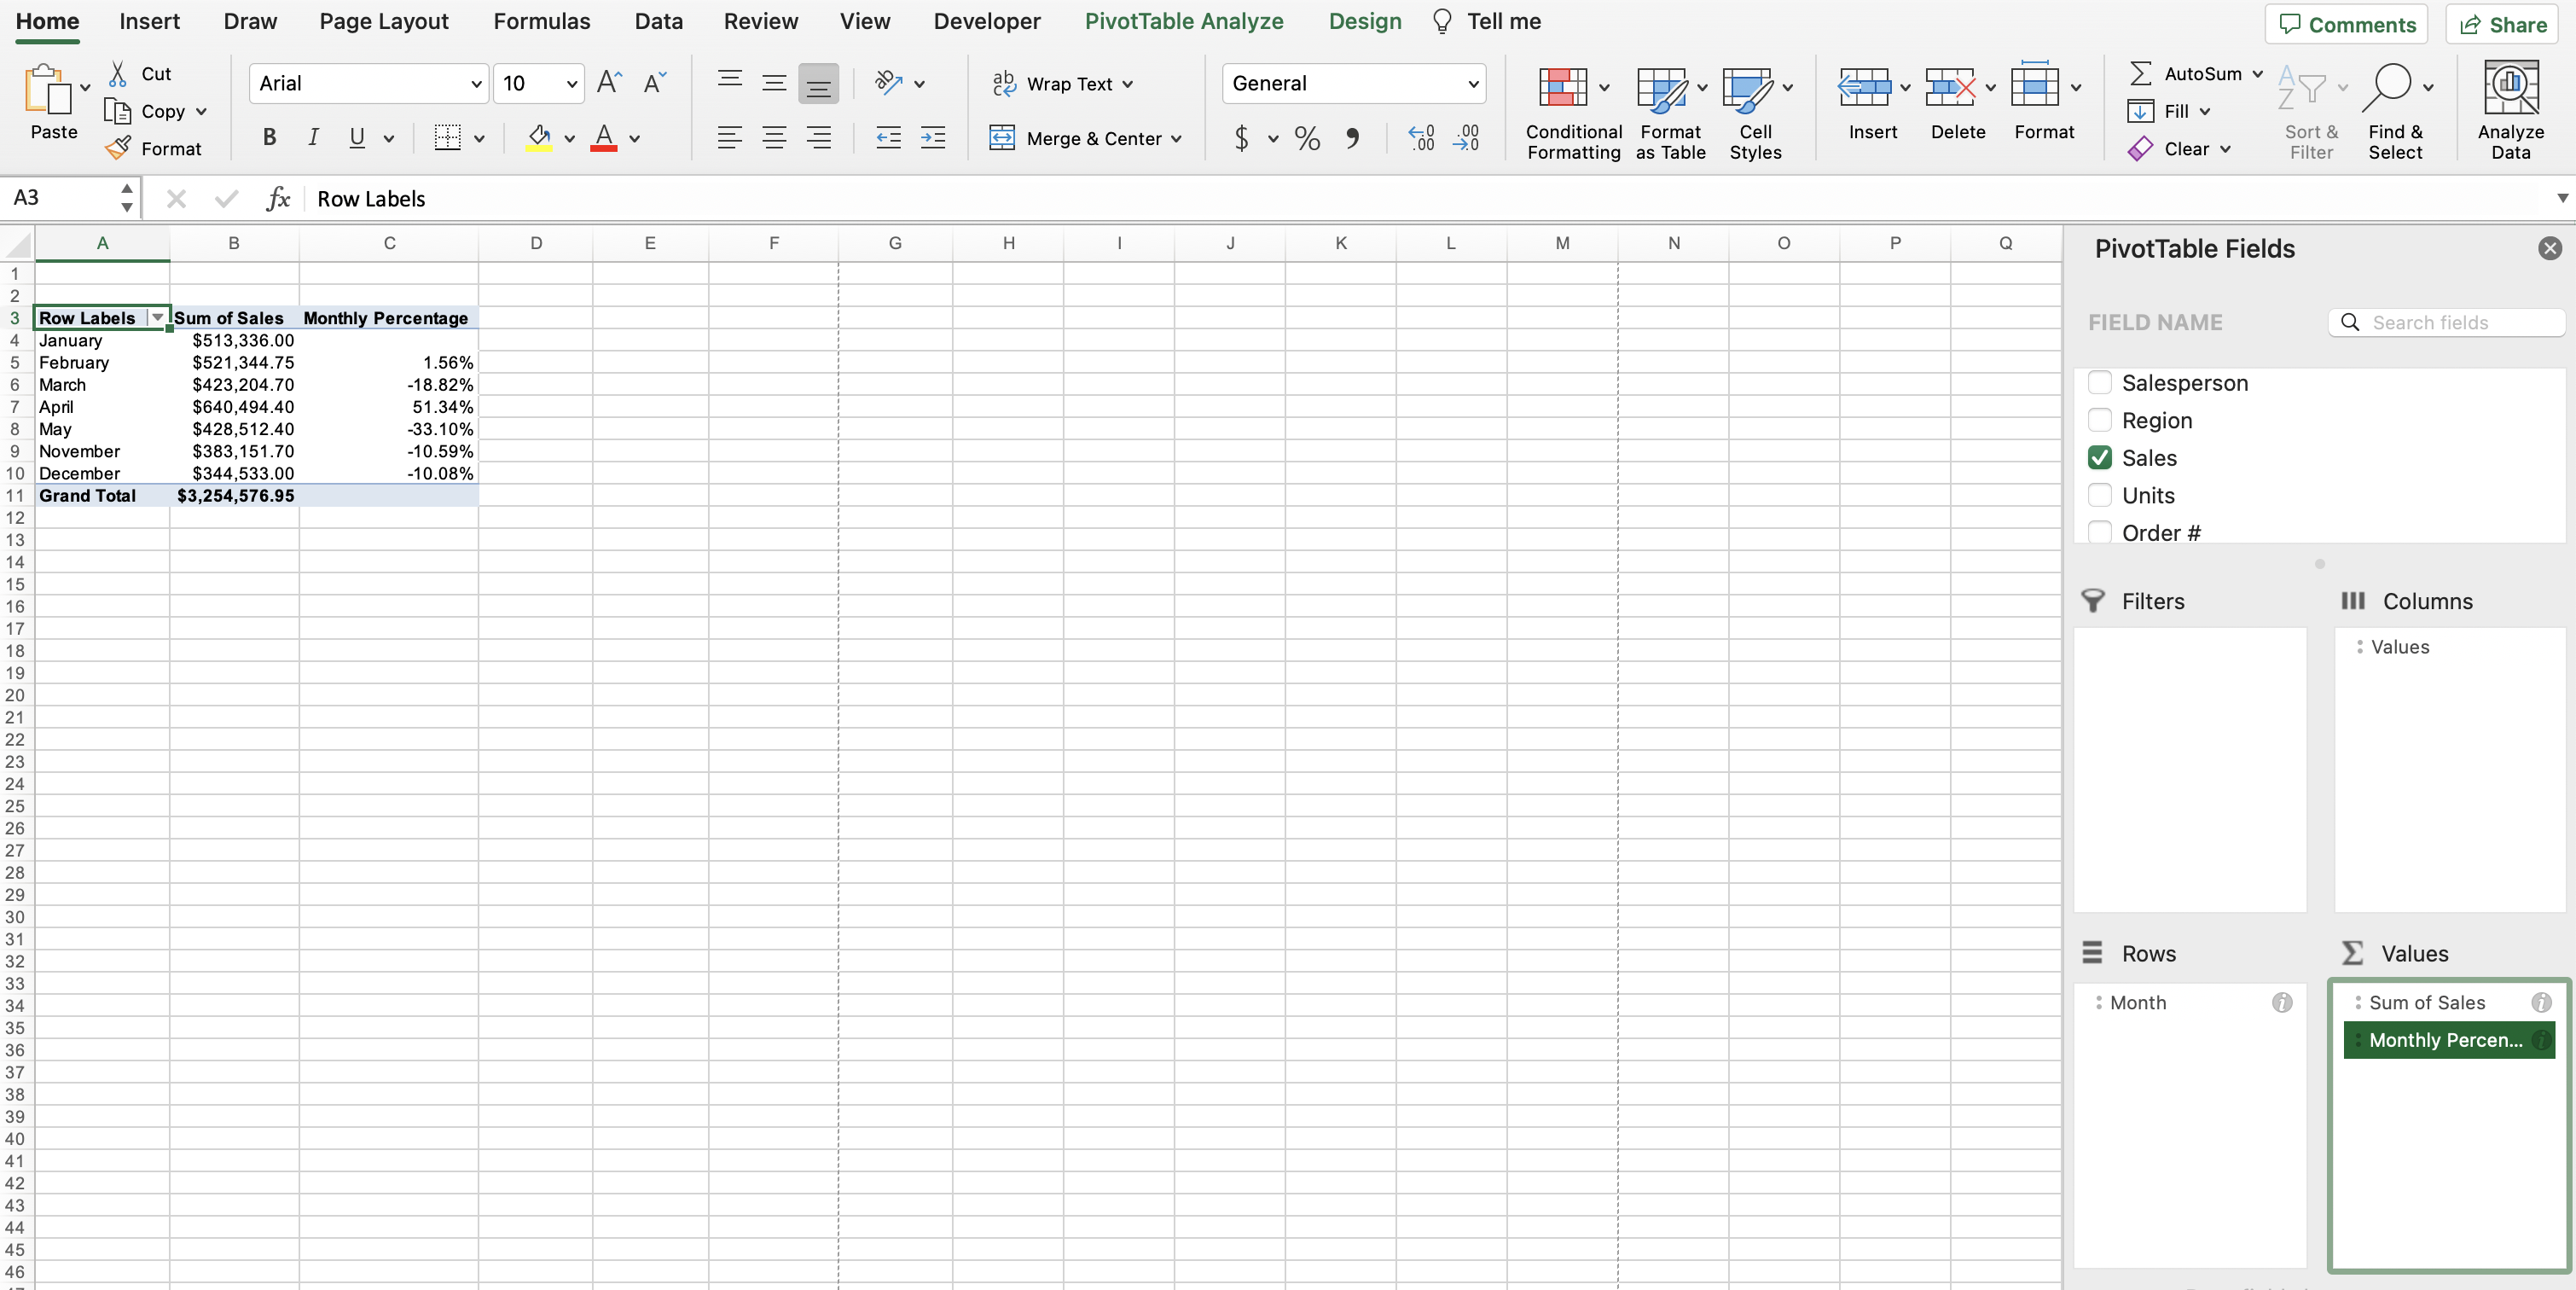 Home Insert Draw Page Layout Formulas Data Review View Developer PivotTable Analyze Design Tell me Comments Share
Paste Cut Copy Format
Arial 10
B I U A
ab Wrap Text
Merge & Center
General
$ % 9
Conditional Formatting
Format as Table
Cell Styles
Insert Delete Format
AutoSum
Fill
Clear
Sort & Filter
Find & Select
Analyze Data
A3 fx Row Labels
A B C D E F G H I J K L M N O P Q
1
2
3 Row Labels Sum of Sales Monthly Percentage
4 January $513,336.00
5 February $521,344.75 1.56%
6 March $423,204.70 -18.82%
7 April $640,494.40 51.34%
8 May $428,512.40 -33.10%
9 November $383,151.70 -10.59%
10 December $344,533.00 -10.08%
11 Grand Total $3,254,576.95
12
13
14
15
16
17
18
19
20
21
22
23
24
25
26
27
28
29
30
31
32
33
34
35
36
37
38
39
40
41
42
43
44
45
46
PivotTable Fields
FIELD NAME Search fields
Salesperson
Region
Sales
Units
Order #
Filters Columns
Values
Rows Values
Month Sum of Sales
Monthly Percen...